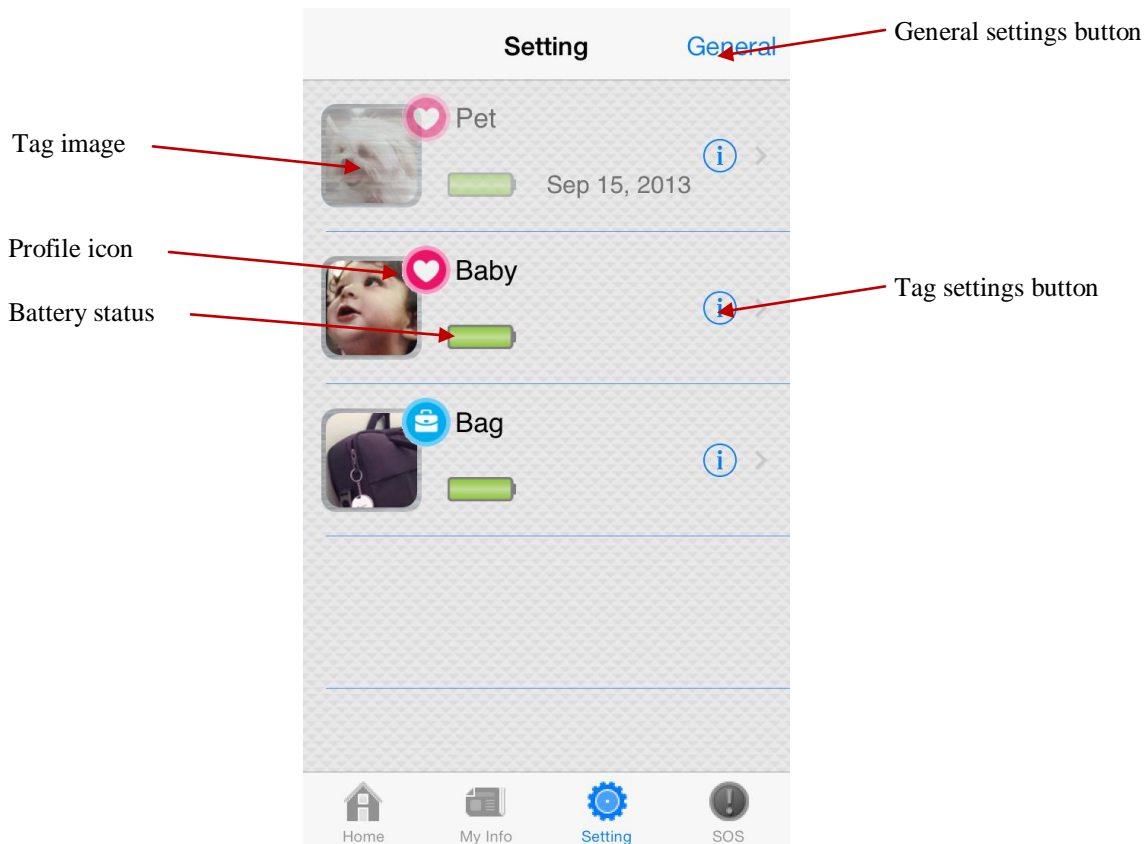 General settings button
Setting General
Pet
Tag image
Sep 15, 2013
Profile icon
Baby
Tag settings button
Battery status
Bag
Home My Info Setting SOS